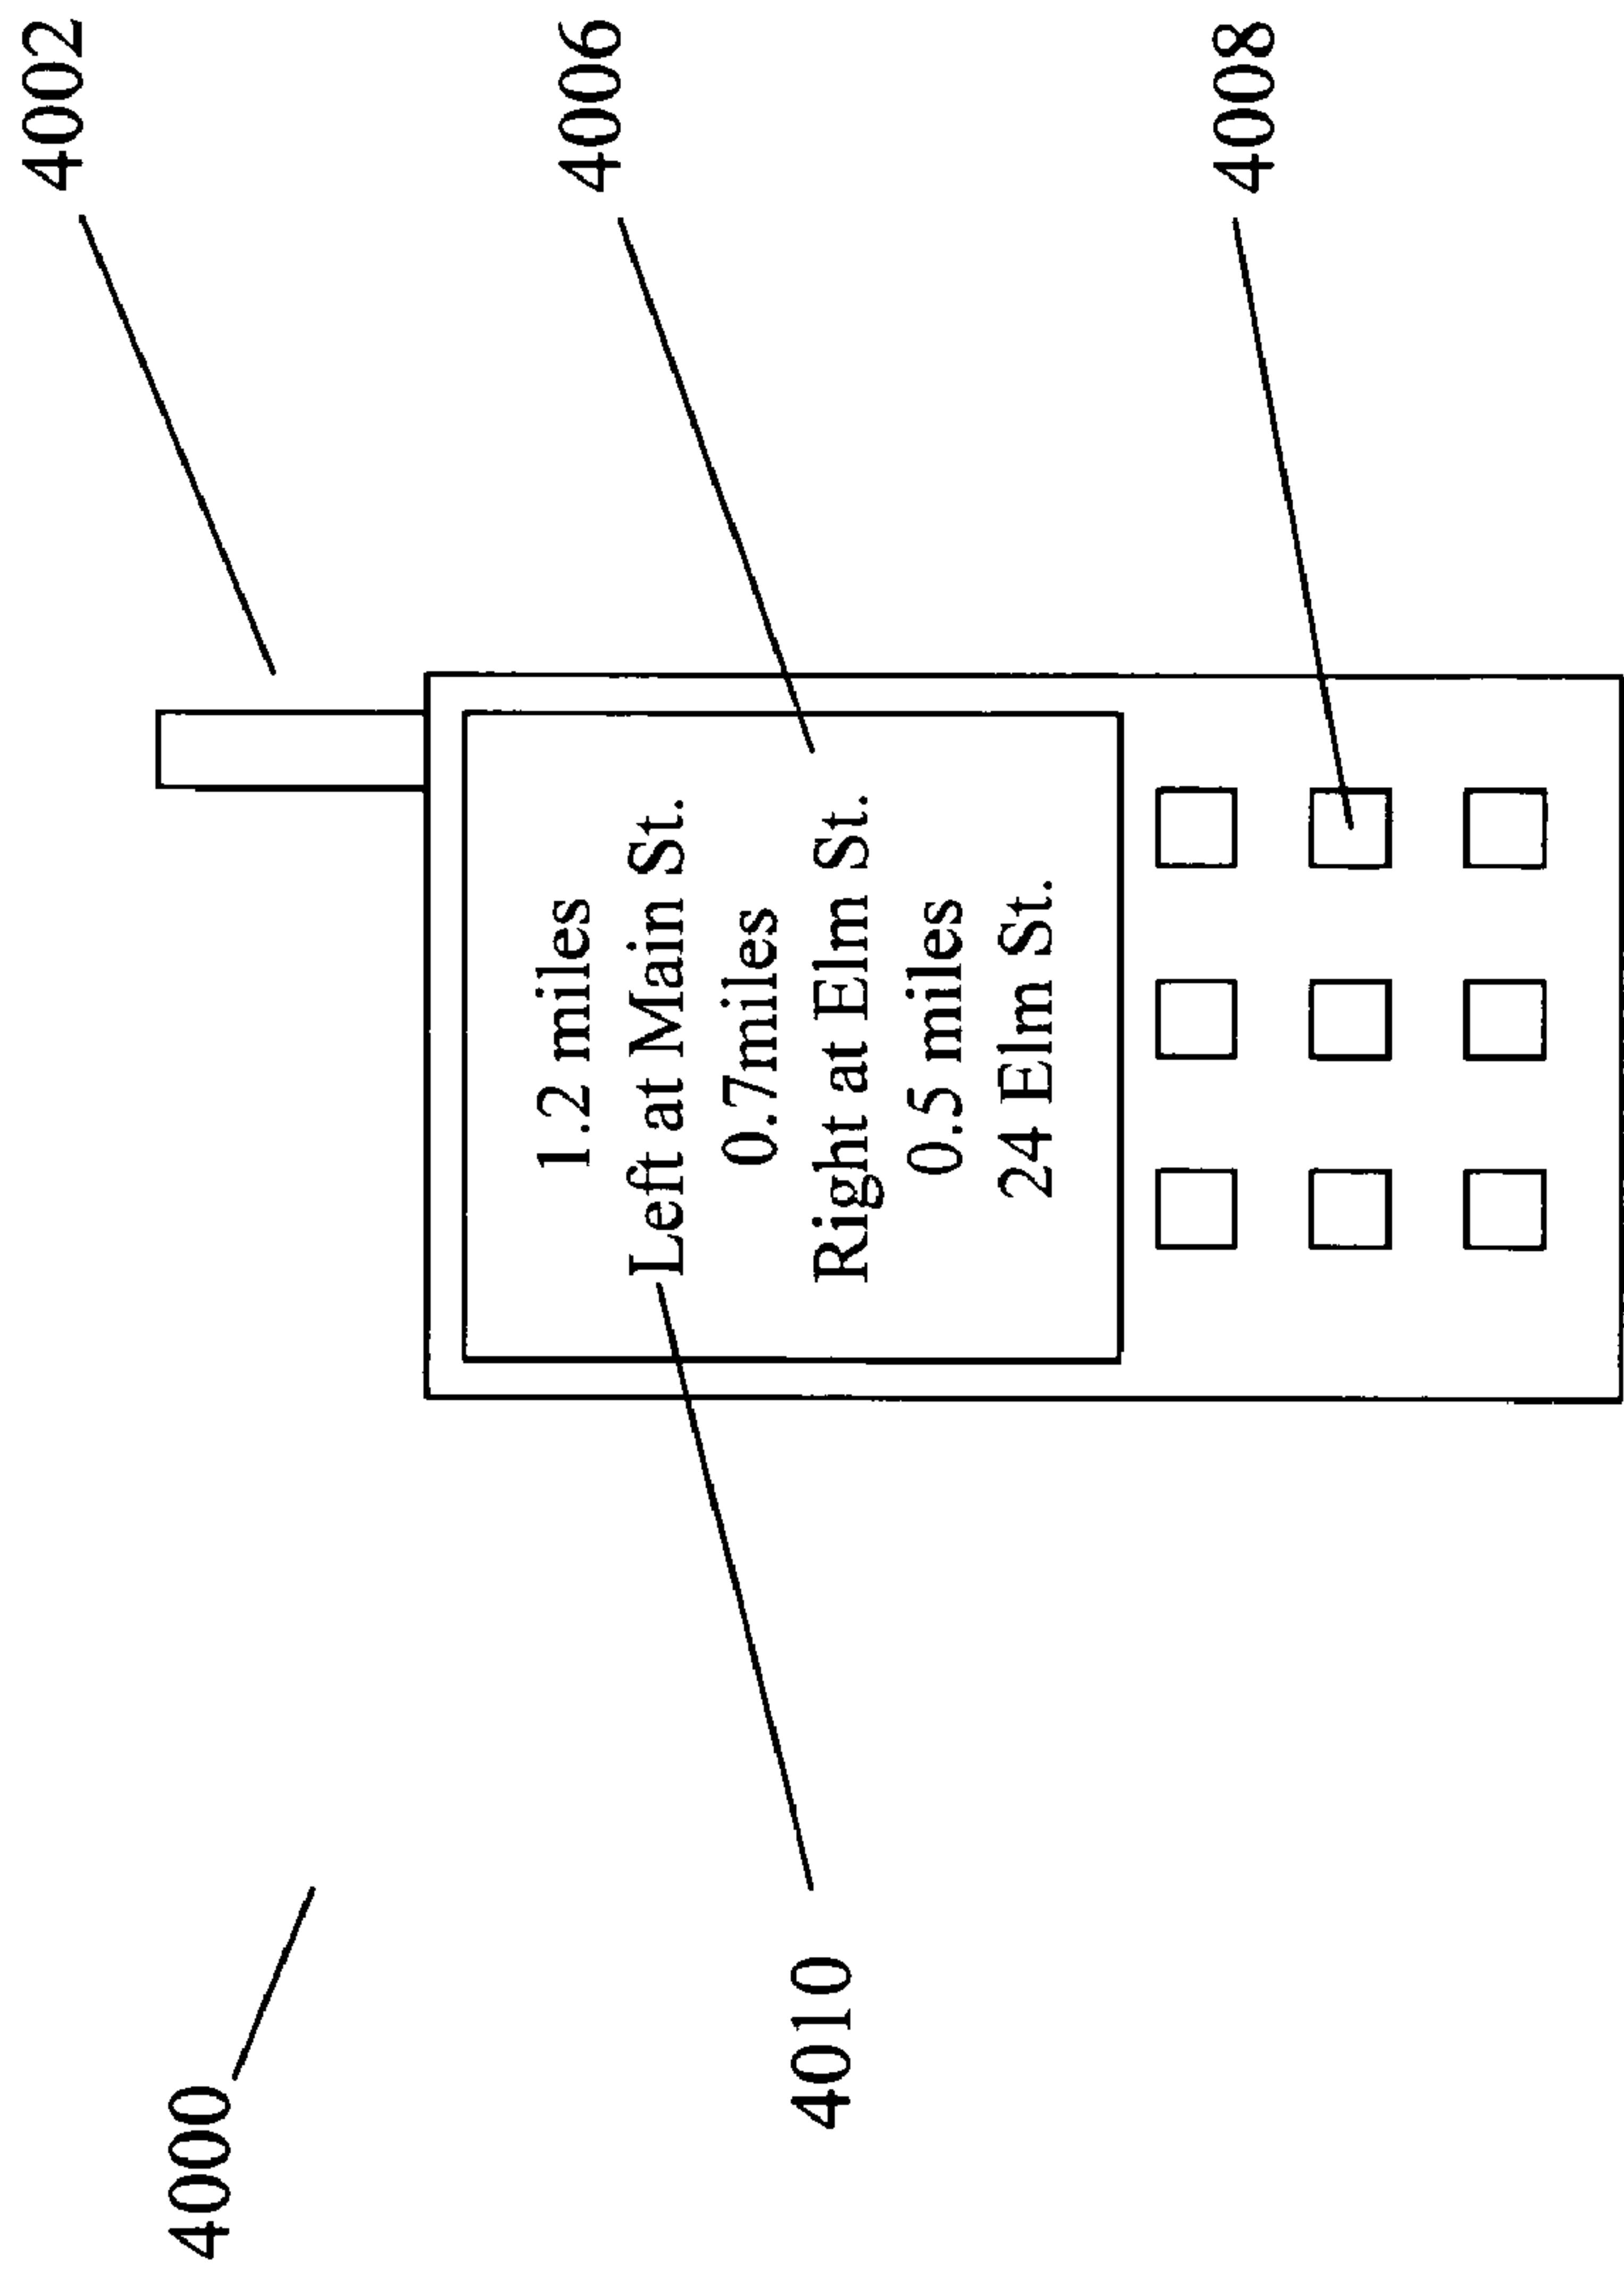 4000
4002
1.2 miles
4006
Left at Main St.
0.7miles
4010
Right at Elm St.
0.5 miles
24 Elm St.
4008